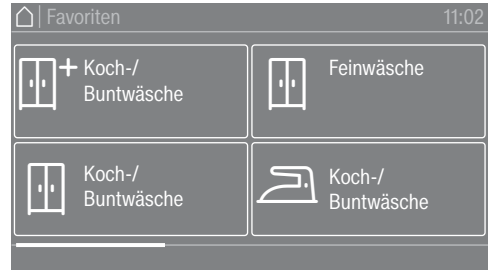 Favoriten 11:02
Koch-/
Buntwäsche
Feinwäsche
Koch-/
Buntwäsche
Koch-/
Buntwäsche